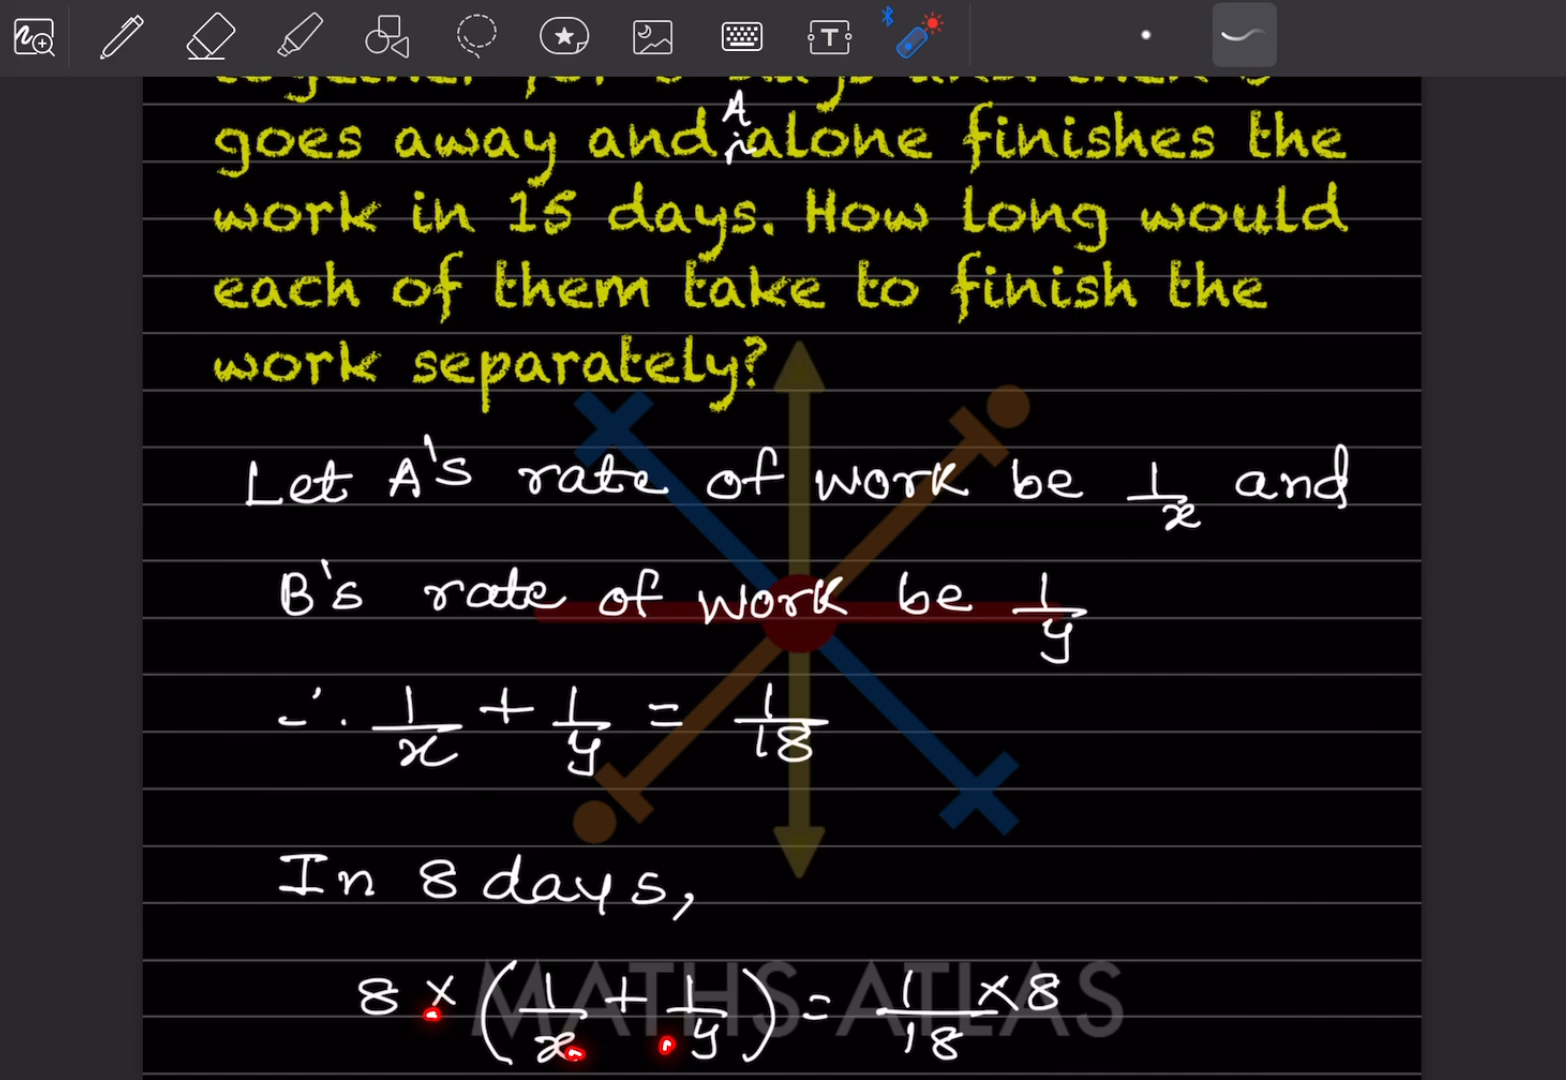 goes away and A alone finishes the
work in 15 days. How long would
each of them take to finish the
work separately?
Let A's rate of work be 1/x and
B's rate of work be 1/y
∴ 1/x + 1/y = 1/18
In 8 days,
8 × (1/x + 1/y) = 1/18 × 8
MATHS ATLAS